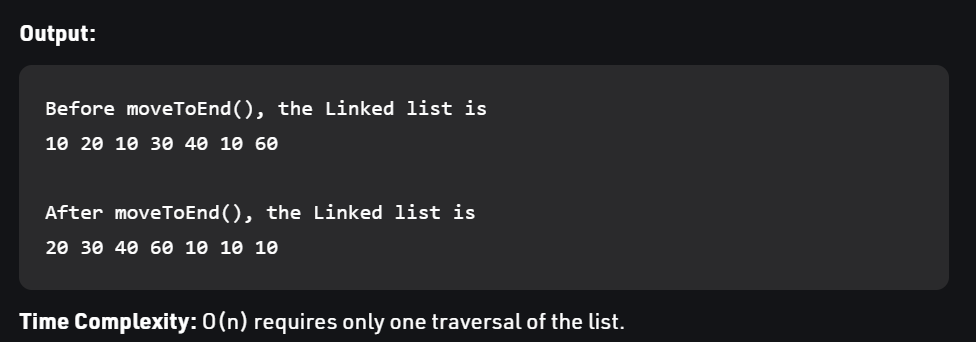 Output:
Before moveToEnd(), the Linked list is
10 20 10 30 40 10 60
After moveToEnd(), the Linked list is
20 30 40 60 10 10 10
Time Complexity: O(n) requires only one traversal of the list.